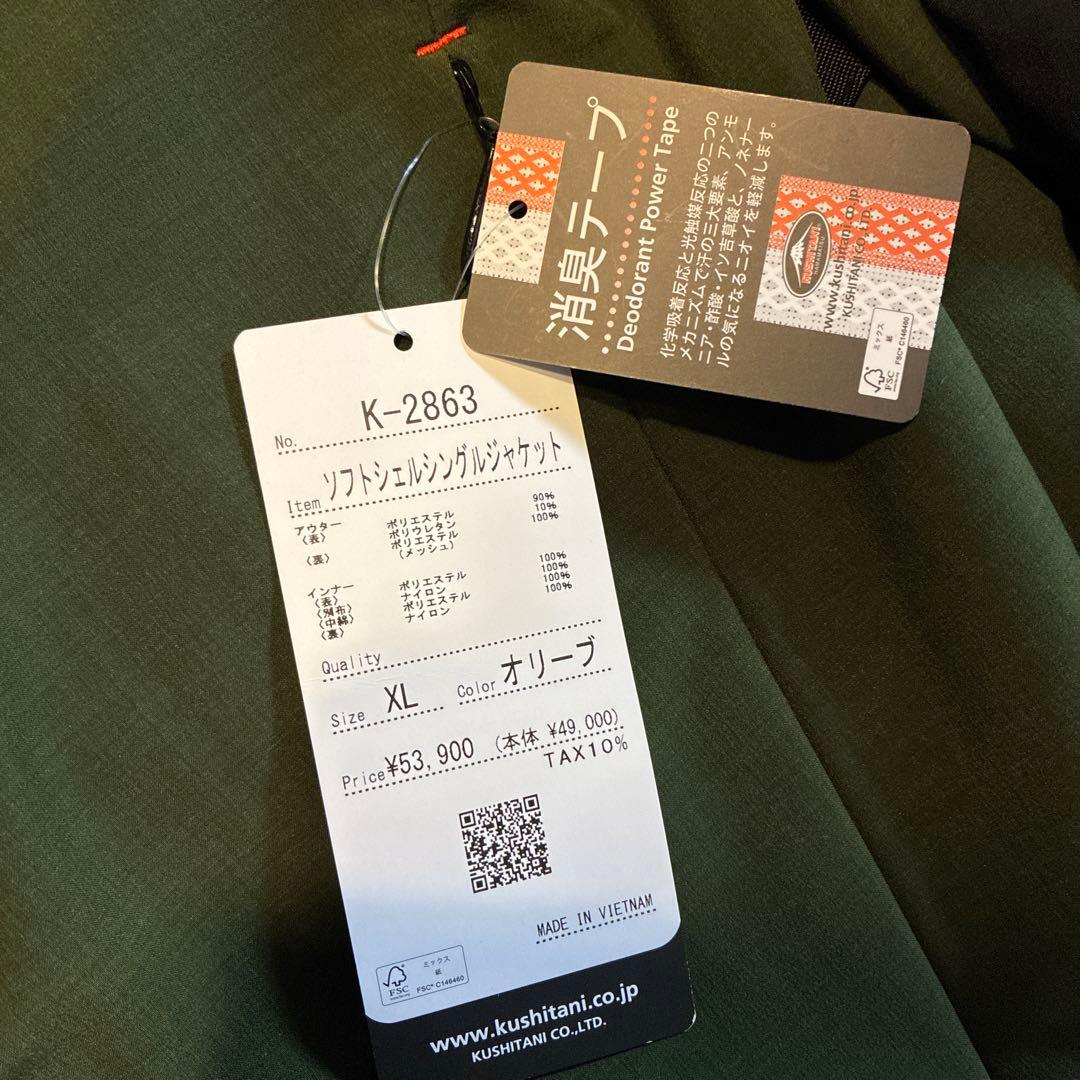 消臭テープ
Deodorant Power Tape
化学吸着反応と光触媒反応の二つの
メカニズムで汗の三大要素、アンモ
ニア・酢酸・イソ吉草酸と、ノネナー
ルの気になるニオイを軽減します。
KUSHITANI
HAMAMATSU
www.kushitani.co.jp
KUSHITANI CO.,LTD.
FSC
www.fsc.org
ミックス
紙
FSC® C146460
No. K-2863
Item ソフトシェルシングルジャケット
アウター
〈表〉 ポリエステル 90%
ポリウレタン 10%
〈裏〉 ポリエステル 100%
(メッシュ)
インナー
〈表〉 ポリエステル 100%
〈別布〉 ナイロン 100%
〈中綿〉 ポリエステル 100%
〈裏〉 ナイロン 100%
Quality
Size XL Color オリーブ
Price ¥53,900 (本体 ¥49,000)
TAX10%
MADE IN VIETNAM
FSC
www.fsc.org
ミックス
紙
FSC® C146460
www.kushitani.co.jp
KUSHITANI CO.,LTD.